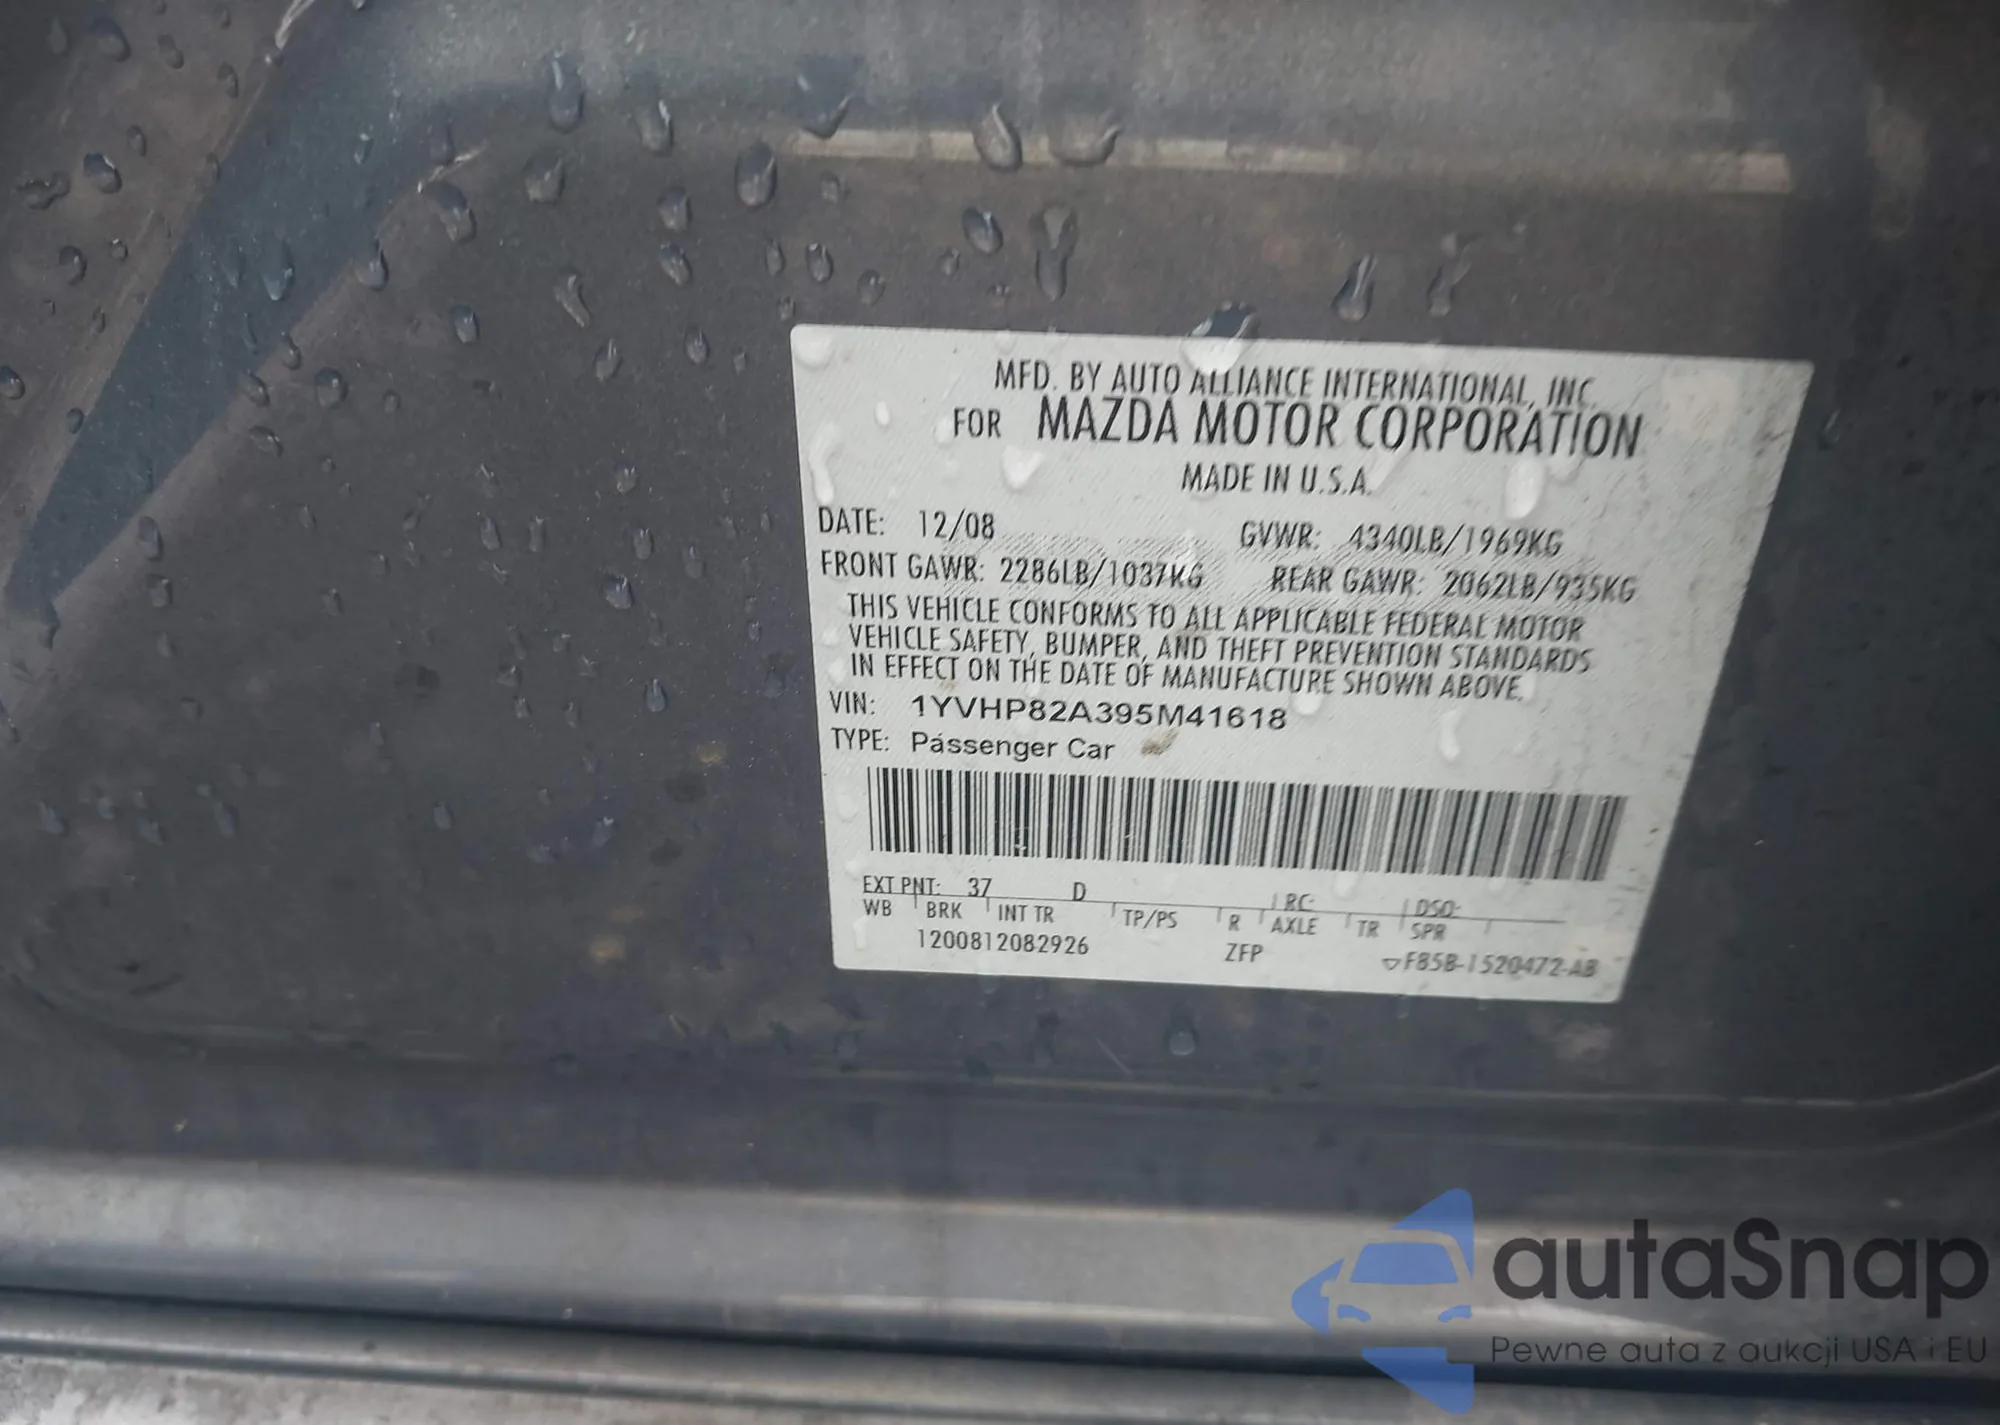 MFD. BY AUTO ALLIANCE INTERNATIONAL, INC.
FOR MAZDA MOTOR CORPORATION
MADE IN U.S.A.
DATE: 12/08 GVWR: 4340LB/1969KG
FRONT GAWR: 2286LB/1037KG REAR GAWR: 2062LB/935KG
THIS VEHICLE CONFORMS TO ALL APPLICABLE FEDERAL MOTOR
VEHICLE SAFETY, BUMPER, AND THEFT PREVENTION STANDARDS
IN EFFECT ON THE DATE OF MANUFACTURE SHOWN ABOVE.
VIN: 1YVHP82A395M41618
TYPE: Passenger Car
EXT PNT: 37 D RC: DSO:
WB BRK INT TR TP/PS R AXLE TR SPR
1200812082926 ZFP ▽F85B-1520472-AB
autaSnap
Pewne auta z aukcji USA i EU